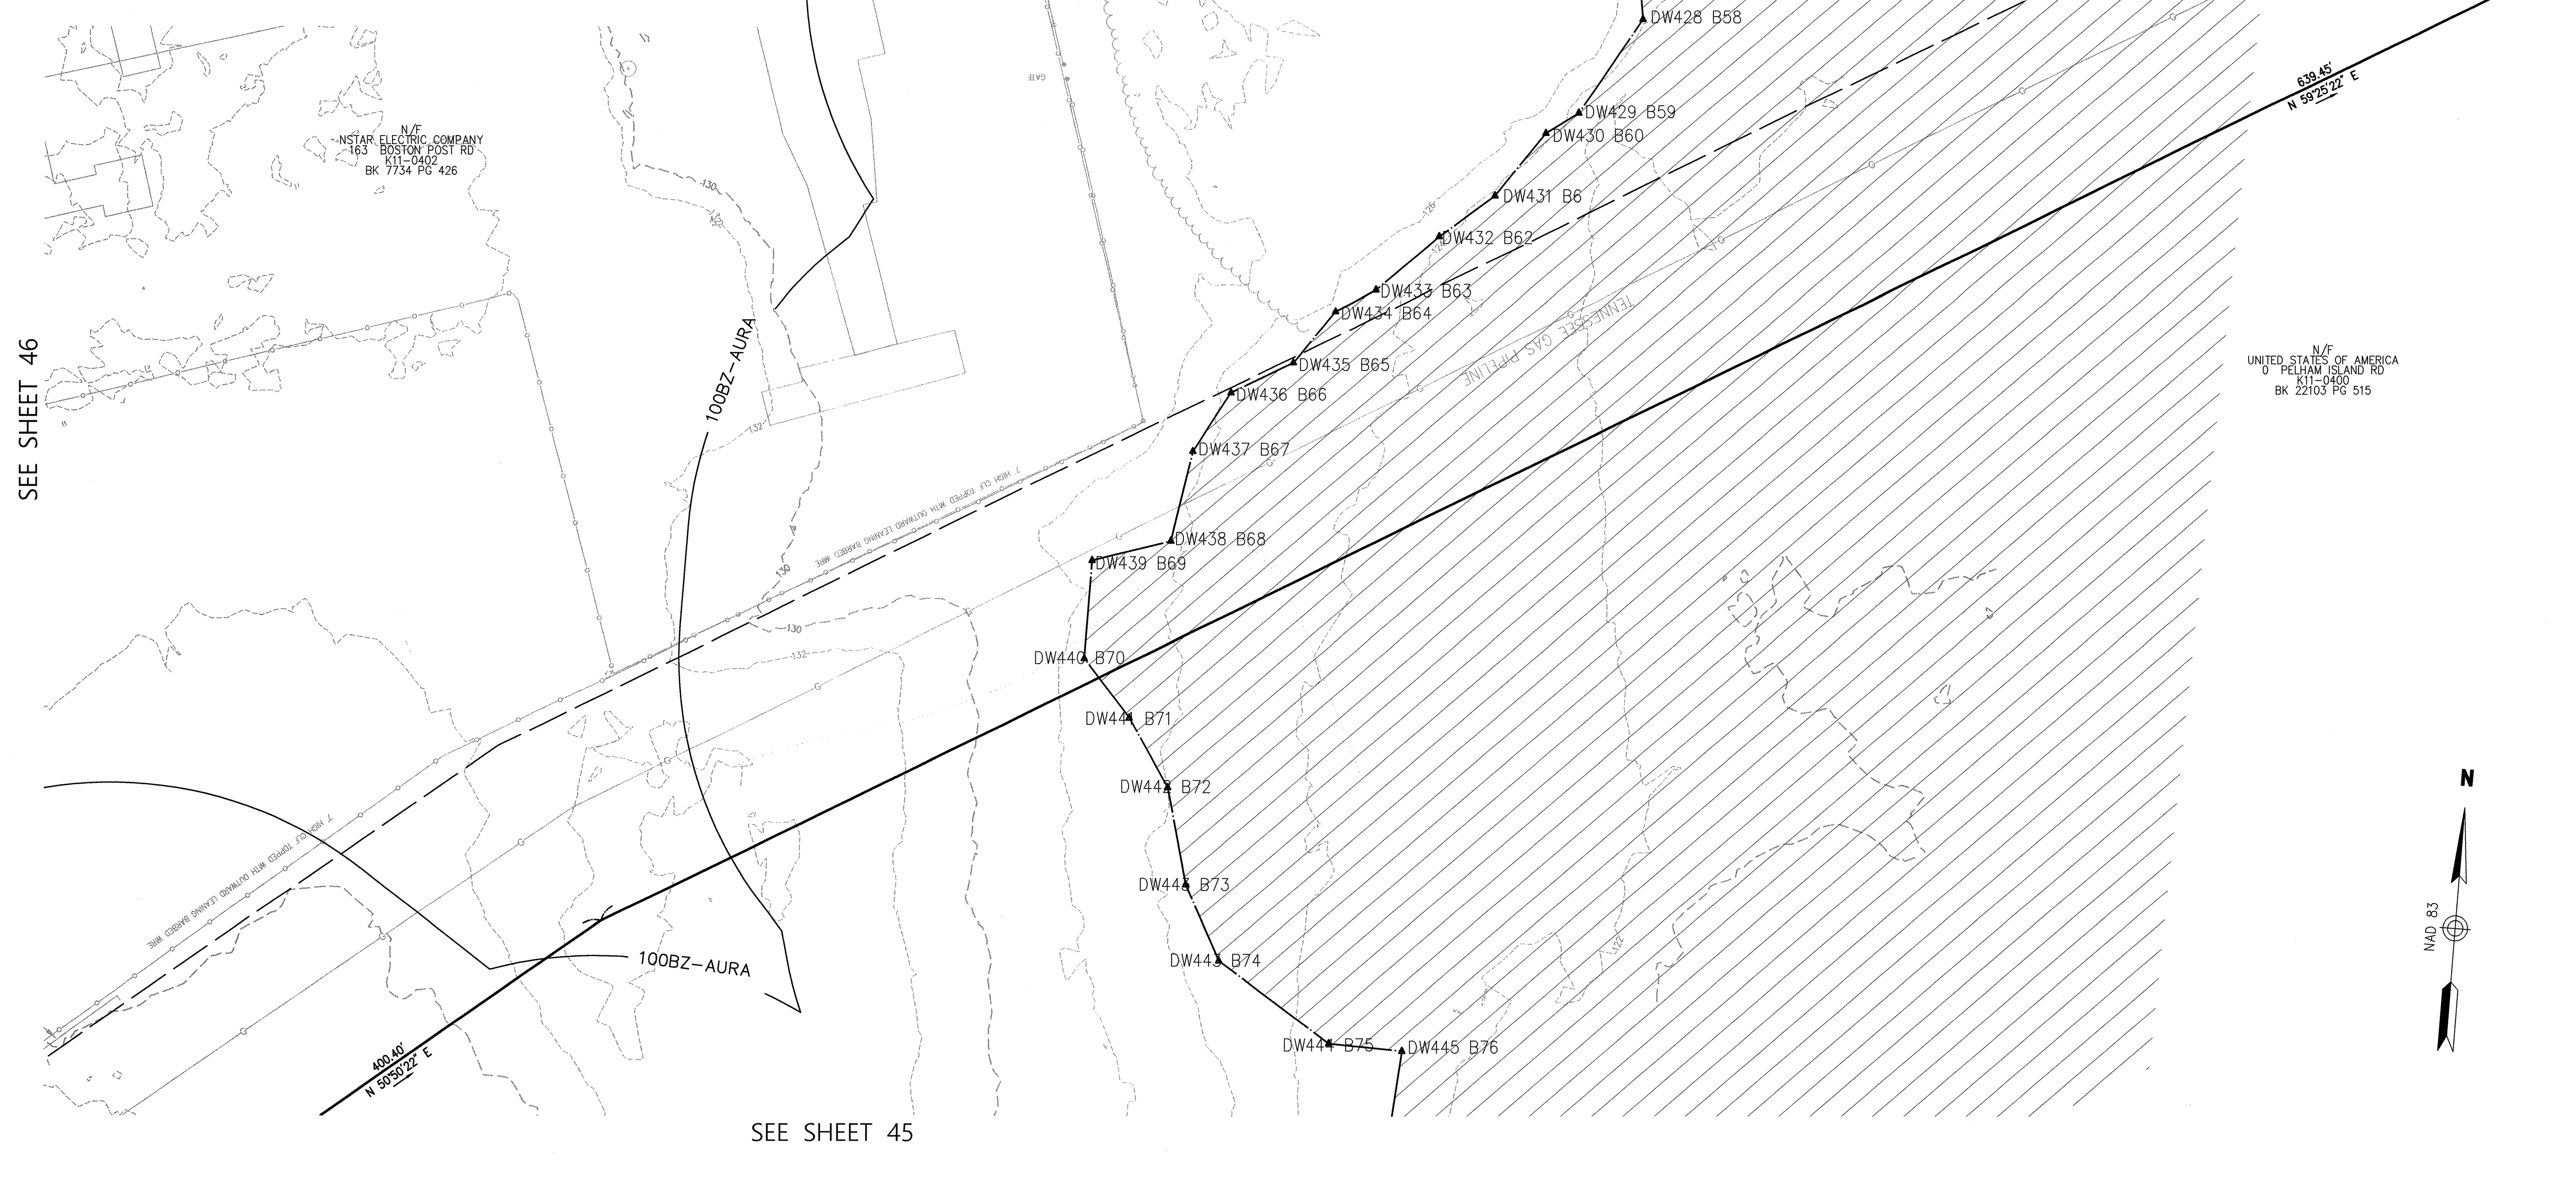 DW428 B58
639.45'
N 59°25'22" E
GATE
DW429 B59
DW430 B60
N/F
NSTAR ELECTRIC COMPANY
163 BOSTON POST RD
K11-0402
BK 7734 PG 426
130
132
126
DW431 B6
DW432 B62
DW433 B63
DW434 B64
TENNESSEE GAS PIPELINE
DW435 B65
N/F
UNITED STATES OF AMERICA
0 PELHAM ISLAND RD
K11-0400
BK 22103 PG 515
SEE SHEET 46
100BZ-AURA
DW436 B66
132
DW437 B67
7' HIGH CLF TOPPED WITH OUTWARD LEANING BARBED WIRE
DW438 B68
DW439 B69
130
130
132
DW440 B70
DW441 B71
DW442 B72
7' HIGH CLF TOPPED WITH OUTWARD LEANING BARBED WIRE
N
DW443 B73
NAD 83
122
100BZ-AURA
DW443 B74
400.40'
N 50°50'22" E
DW444 B75
DW445 B76
SEE SHEET 45